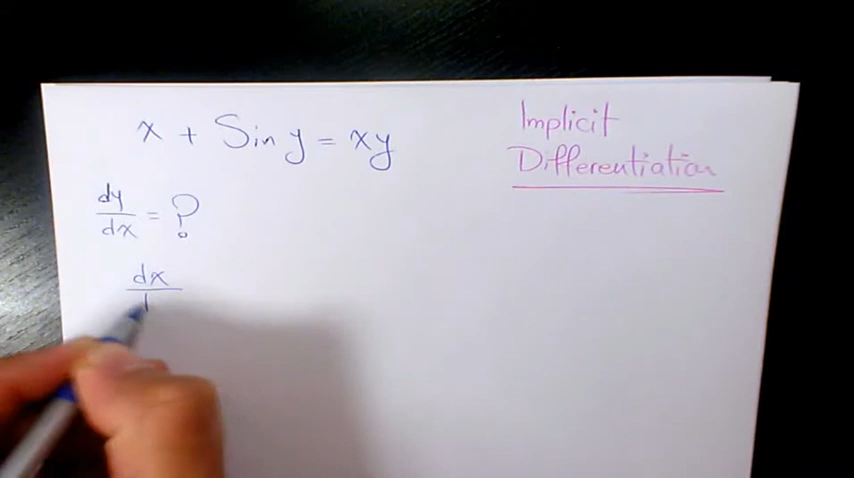 x + Sin y = xy
Implicit
Differentiation
dy/dx = ?
dx